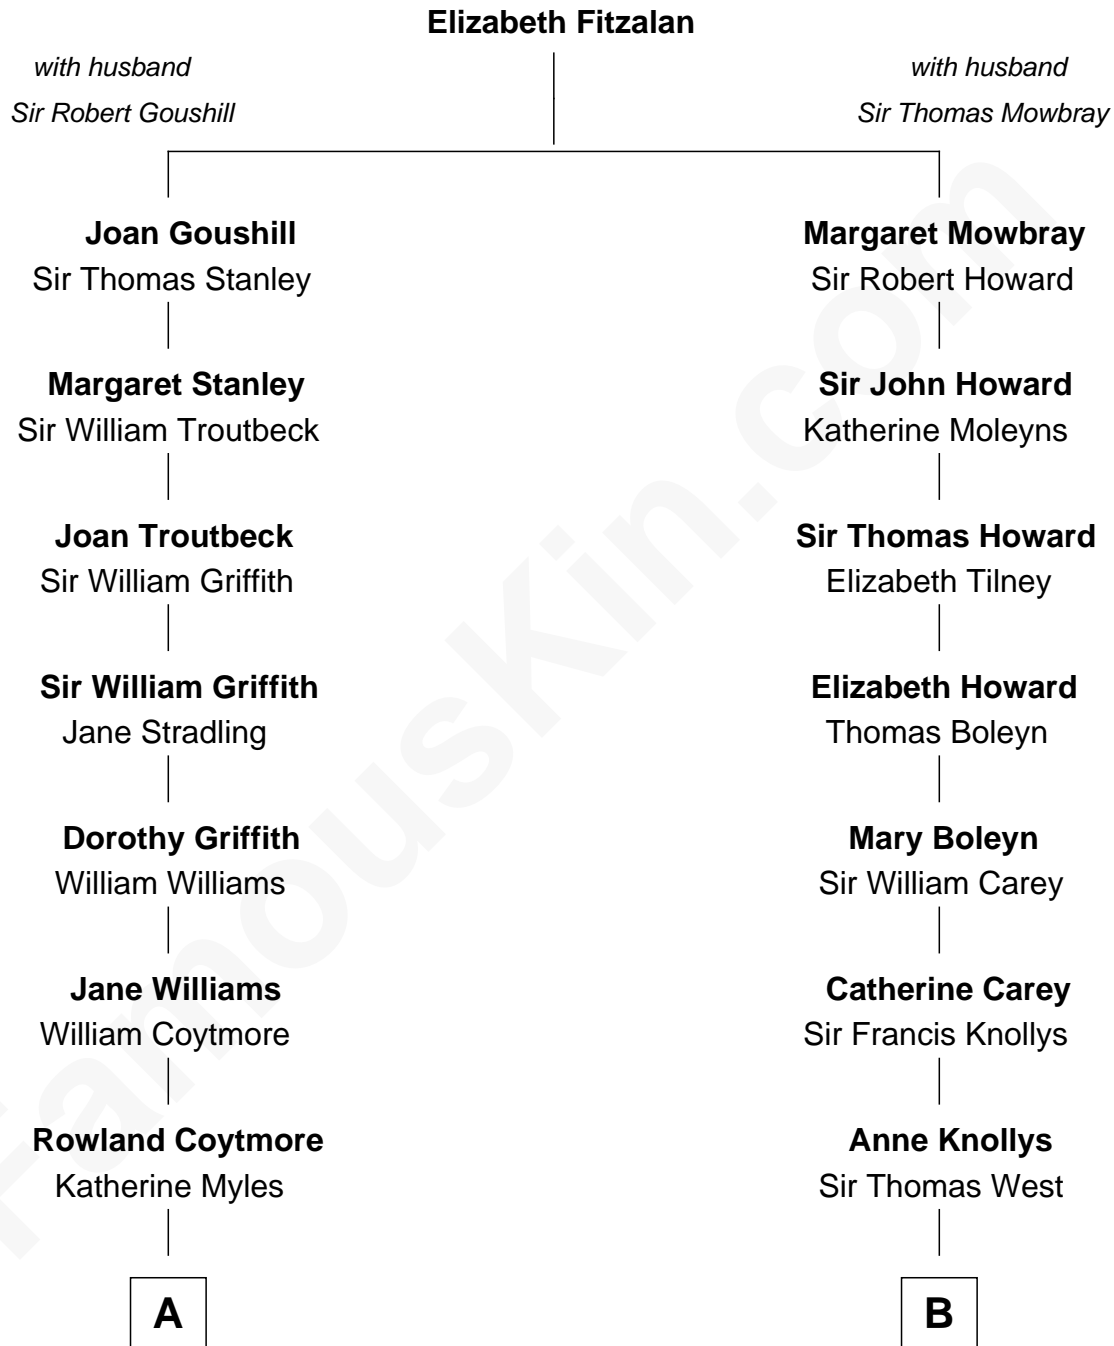 Elizabeth Fitzalan
with husband
Sir Robert Goushill
with husband
Sir Thomas Mowbray
Joan Goushill
Sir Thomas Stanley
Margaret Mowbray
Sir Robert Howard
Margaret Stanley
Sir William Troutbeck
Sir John Howard
Katherine Moleyns
Joan Troutbeck
Sir William Griffith
Sir Thomas Howard
Elizabeth Tilney
Sir William Griffith
Jane Stradling
Elizabeth Howard
Thomas Boleyn
Dorothy Griffith
William Williams
Mary Boleyn
Sir William Carey
Jane Williams
William Coytmore
Catherine Carey
Sir Francis Knollys
Rowland Coytmore
Katherine Myles
Anne Knollys
Sir Thomas West
A
B
FamousKin.com